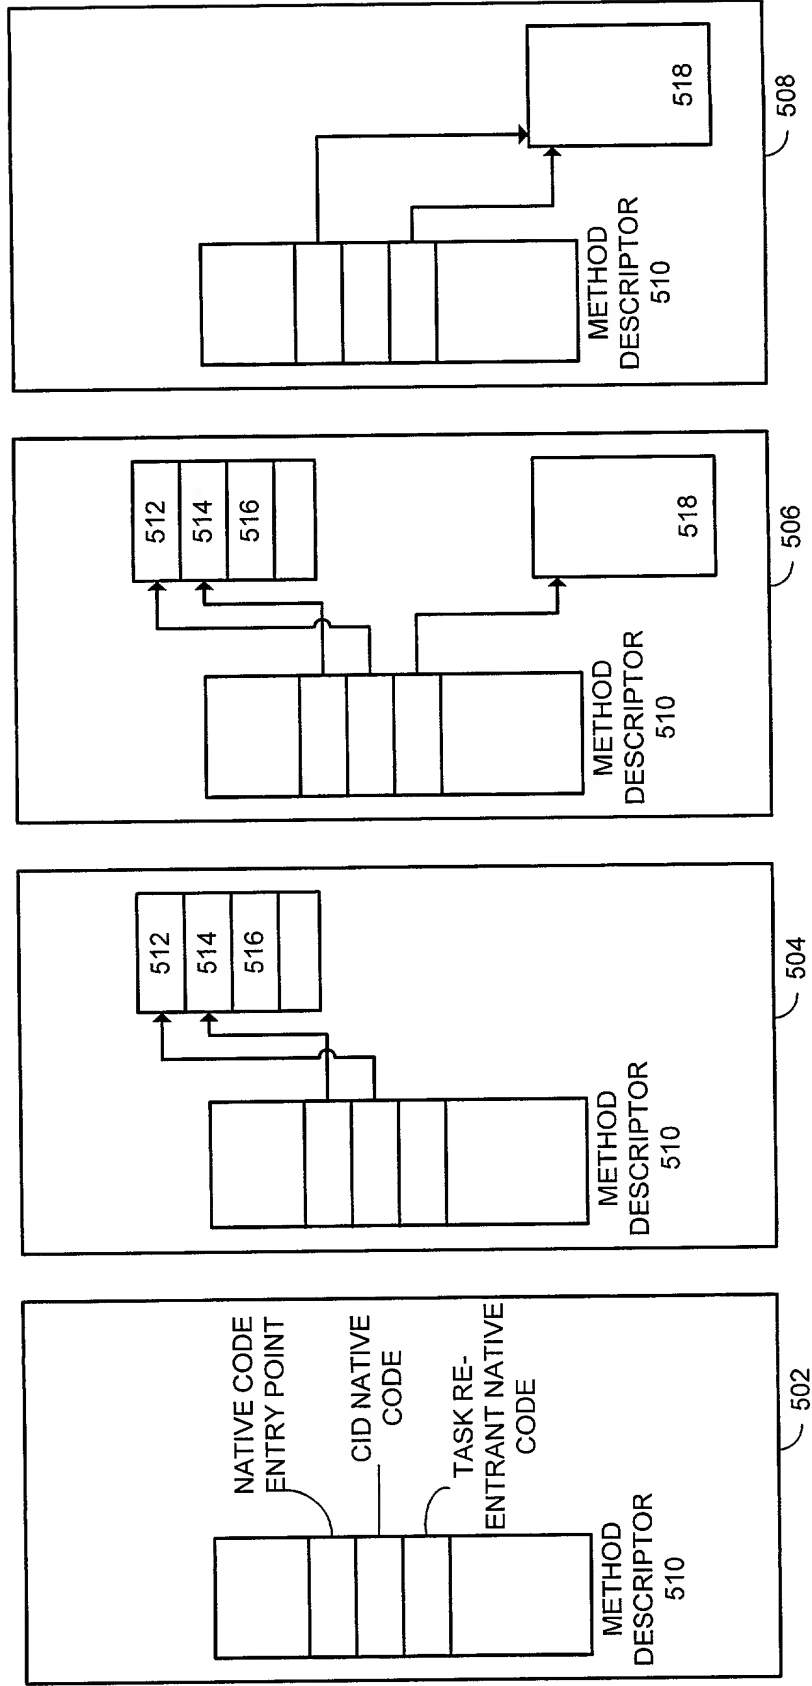 NATIVE CODE
ENTRY POINT
CID NATIVE
CODE
TASK RE-
ENTRANT NATIVE
CODE
METHOD
DESCRIPTOR
510
502
512
514
516
METHOD
DESCRIPTOR
510
504
512
514
516
METHOD
DESCRIPTOR
510
518
506
METHOD
DESCRIPTOR
510
518
508